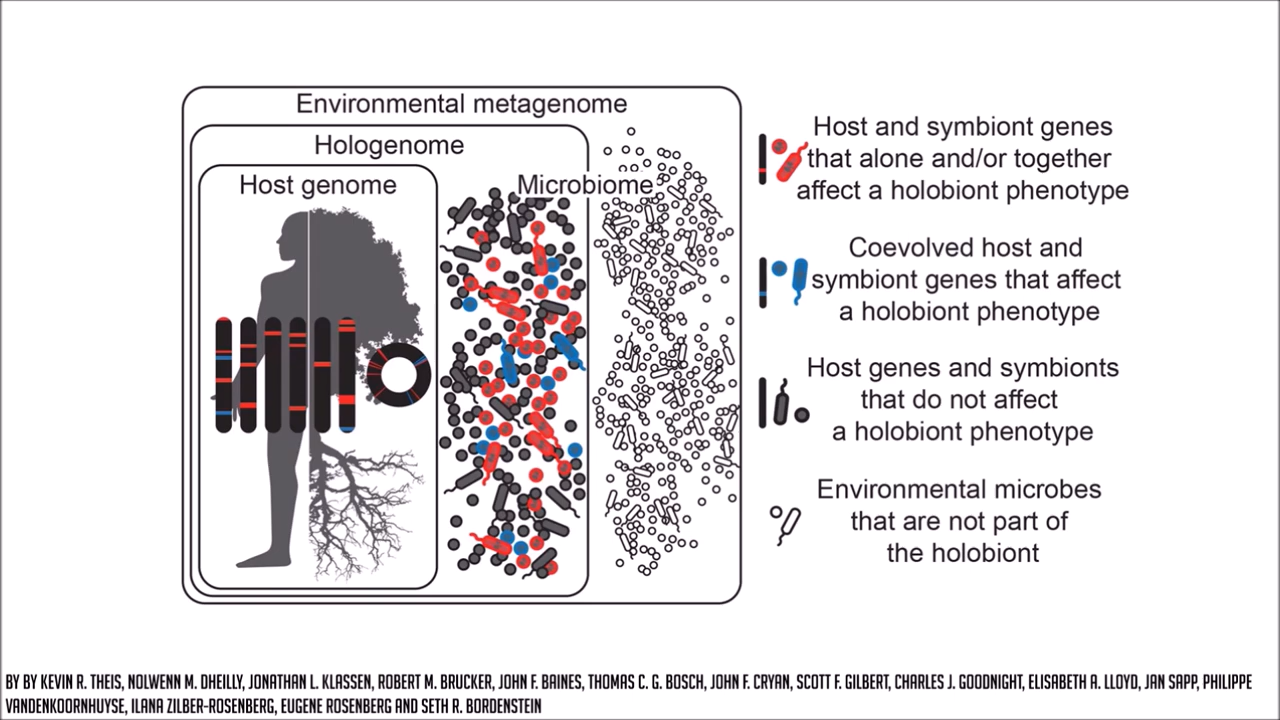 Environmental metagenome
Hologenome
Host genome
Microbiome
Host and symbiont genes
that alone and/or together
affect a holobiont phenotype
Coevolved host and
symbiont genes that affect
a holobiont phenotype
Host genes and symbionts
that do not affect
a holobiont phenotype
Environmental microbes
that are not part of
the holobiont
BY BY KEVIN R. THEIS, NOLWENN M. DHEILLY, JONATHAN L. KLASSEN, ROBERT M. BRUCKER, JOHN F. BAINES, THOMAS C. G. BOSCH, JOHN F. CRYAN, SCOTT F. GILBERT, CHARLES J. GOODNIGHT, ELISABETH A. LLOYD, JAN SAPP, PHILIPPE
VANDENKOORNHUYSE, ILANA ZILBER-ROSENBERG, EUGENE ROSENBERG AND SETH R. BORDENSTEIN